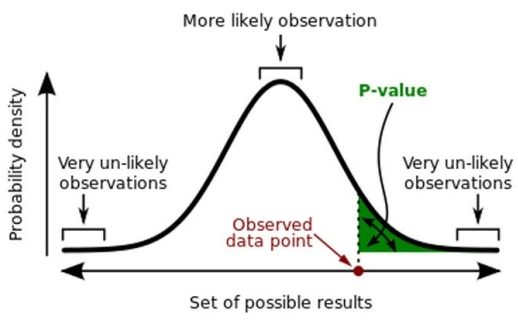 More likely observation
P-value
Probability density
Very un-likely
observations
Very un-likely
observations
Observed
data point
Set of possible results